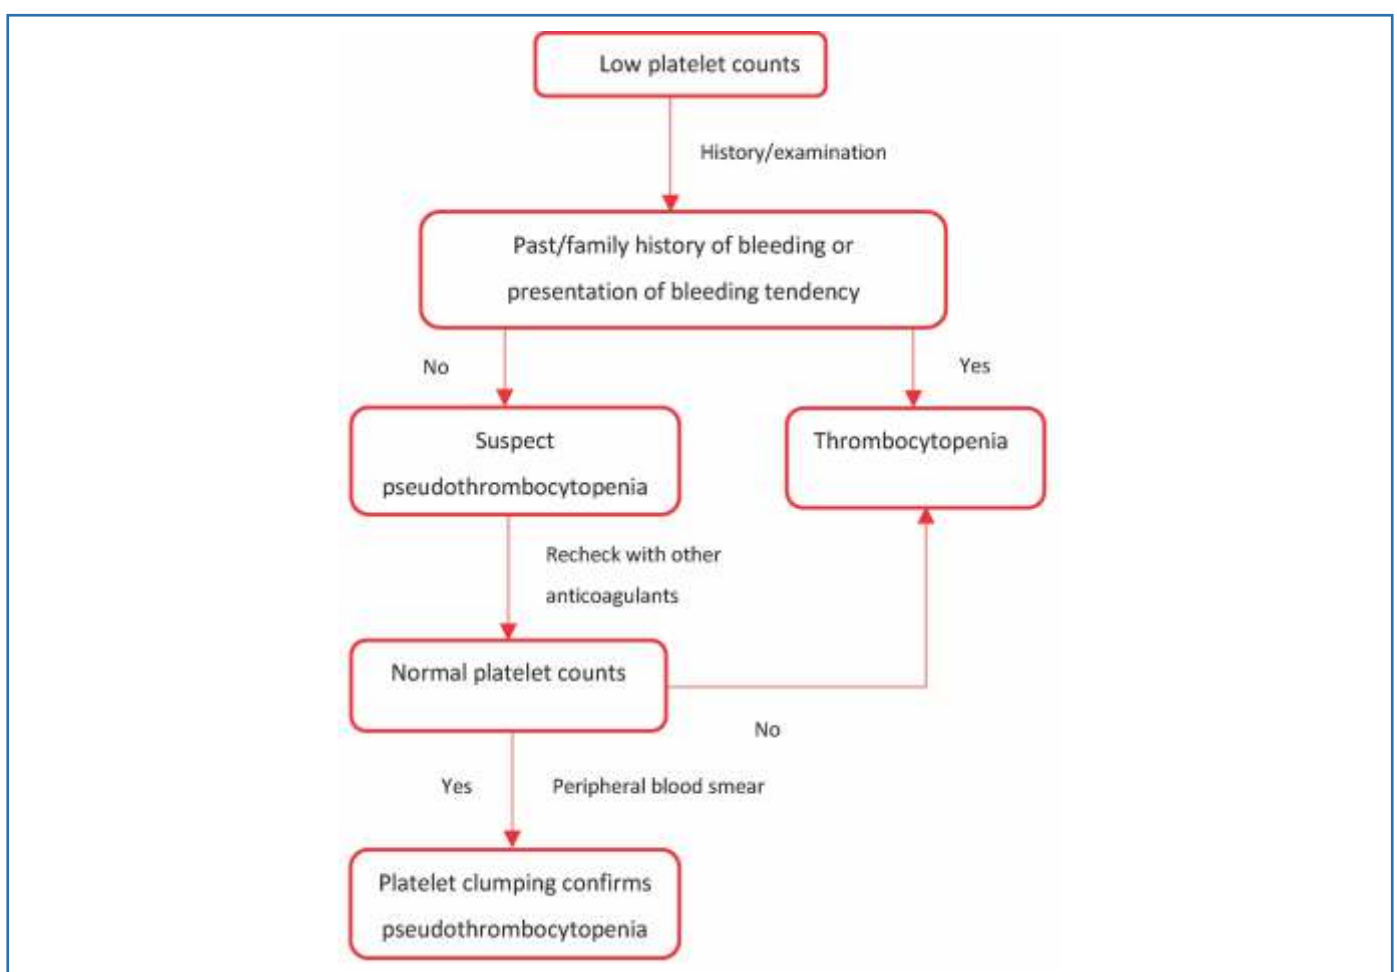 Low platelet counts
History/examination
Past/family history of bleeding or
presentation of bleeding tendency
No
Yes
Suspect
pseudothrombocytopenia
Thrombocytopenia
Recheck with other
anticoagulants
Normal platelet counts
No
Yes
Peripheral blood smear
Platelet clumping confirms
pseudothrombocytopenia